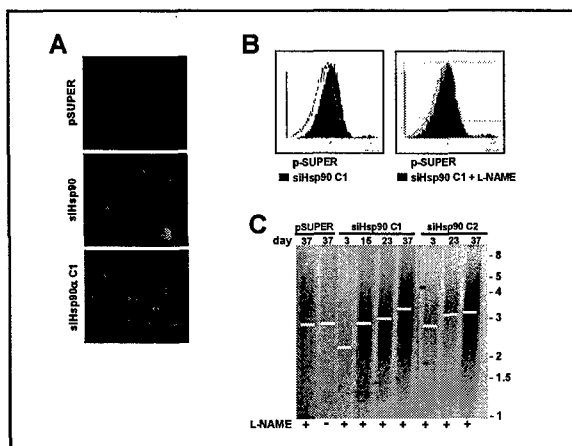 A
pSUPER
siHsp90
siHsp90α C1
B
p-SUPER
siHsp90 C1
p-SUPER
siHsp90 C1 + L-NAME
C
pSUPER siHsp90 C1 siHsp90 C2
day 37 37 3 15 23 37 3 23 37
- 8
- 5
- 4
- 3
- 2
- 1.5
- 1
L-NAME + - + + + + + + +